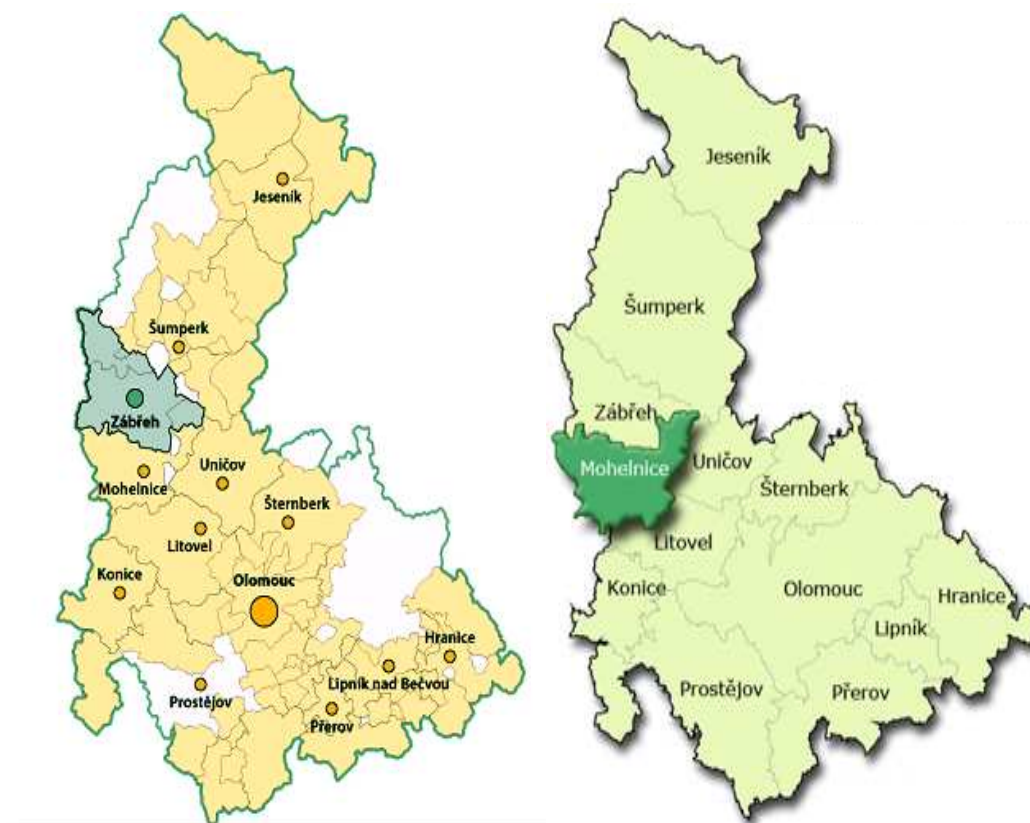 Jeseník
Šumperk
Zábřeh
Uničov
Mohelnice
Šternberk
Litovel
Konice
Olomouc
Hranice
Lipník nad Bečvou
Prostějov
Přerov
Jeseník
Šumperk
Zábřeh
Mohelnice
Uničov
Šternberk
Litovel
Konice
Olomouc
Hranice
Lipník
Prostějov
Přerov